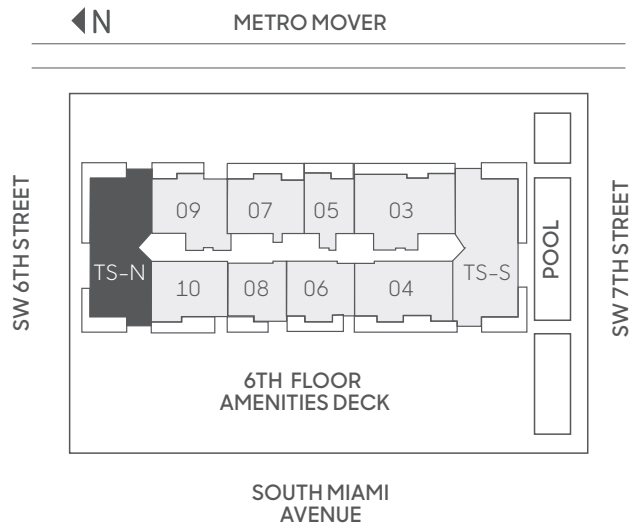 N
METRO MOVER
SW 6TH STREET
SW 7TH STREET
09
07
05
03
TS-N
TS-S
POOL
10
08
06
04
6TH FLOOR
AMENITIES DECK
SOUTH MIAMI
AVENUE